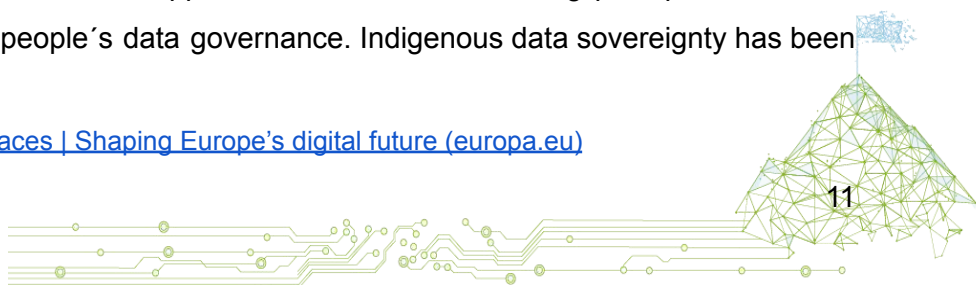 people´s data governance. Indigenous data sovereignty has been
aces | Shaping Europe’s digital future (europa.eu)
11